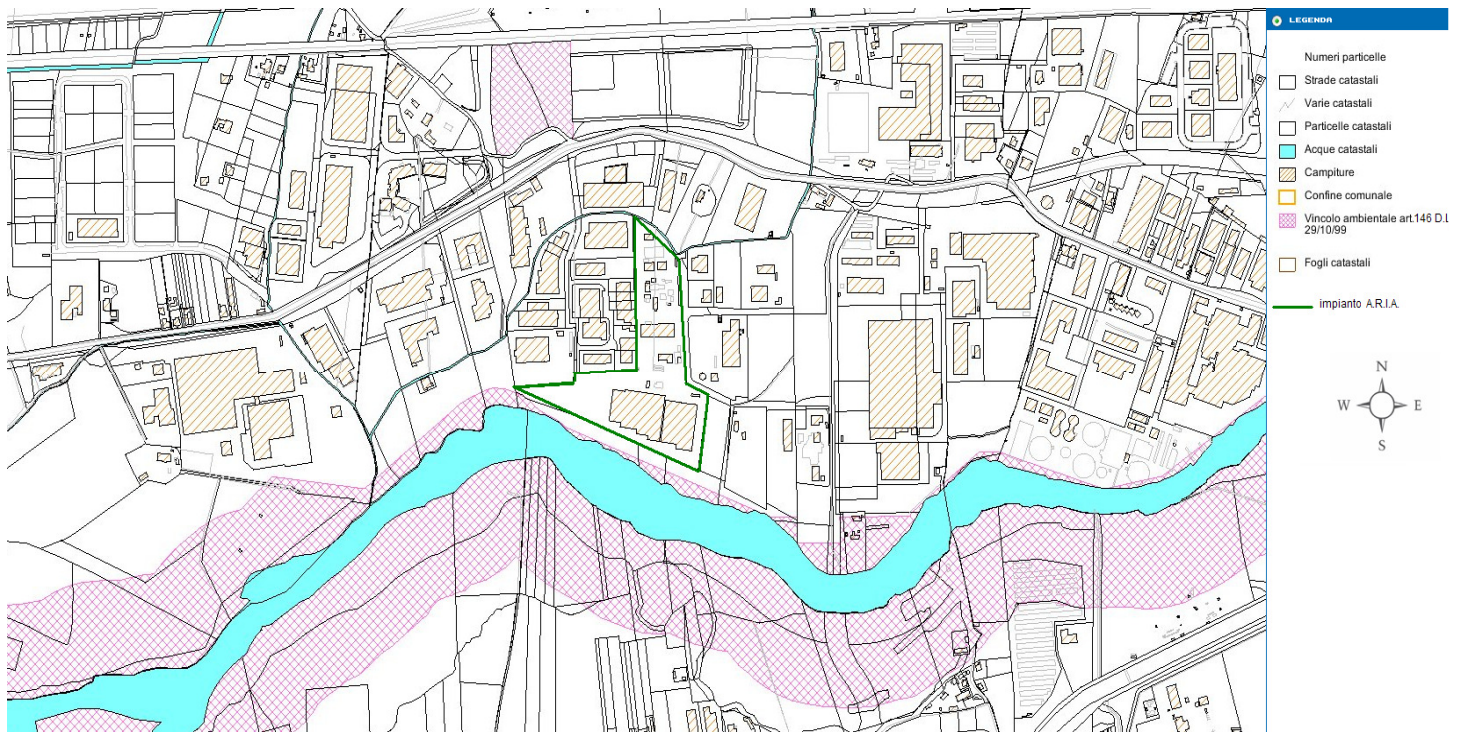 LEGENDA
Numeri particelle
Strade catastali
Varie catastali
Particelle catastali
Acque catastali
Campiture
Confine comunale
Vincolo ambientale art.146 D.L
29/10/99
Fogli catastali
impianto A.R.I.A.
N
W E
S